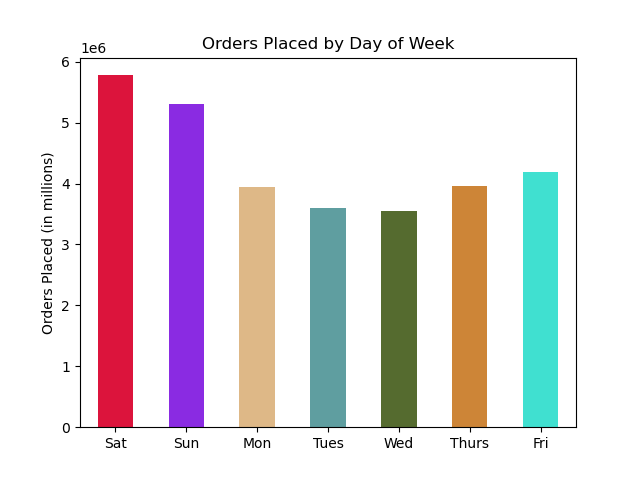 Orders Placed by Day of Week
1e6
6
5
4
3
2
1
0
Orders Placed (in millions)
Sat Sun Mon Tues Wed Thurs Fri